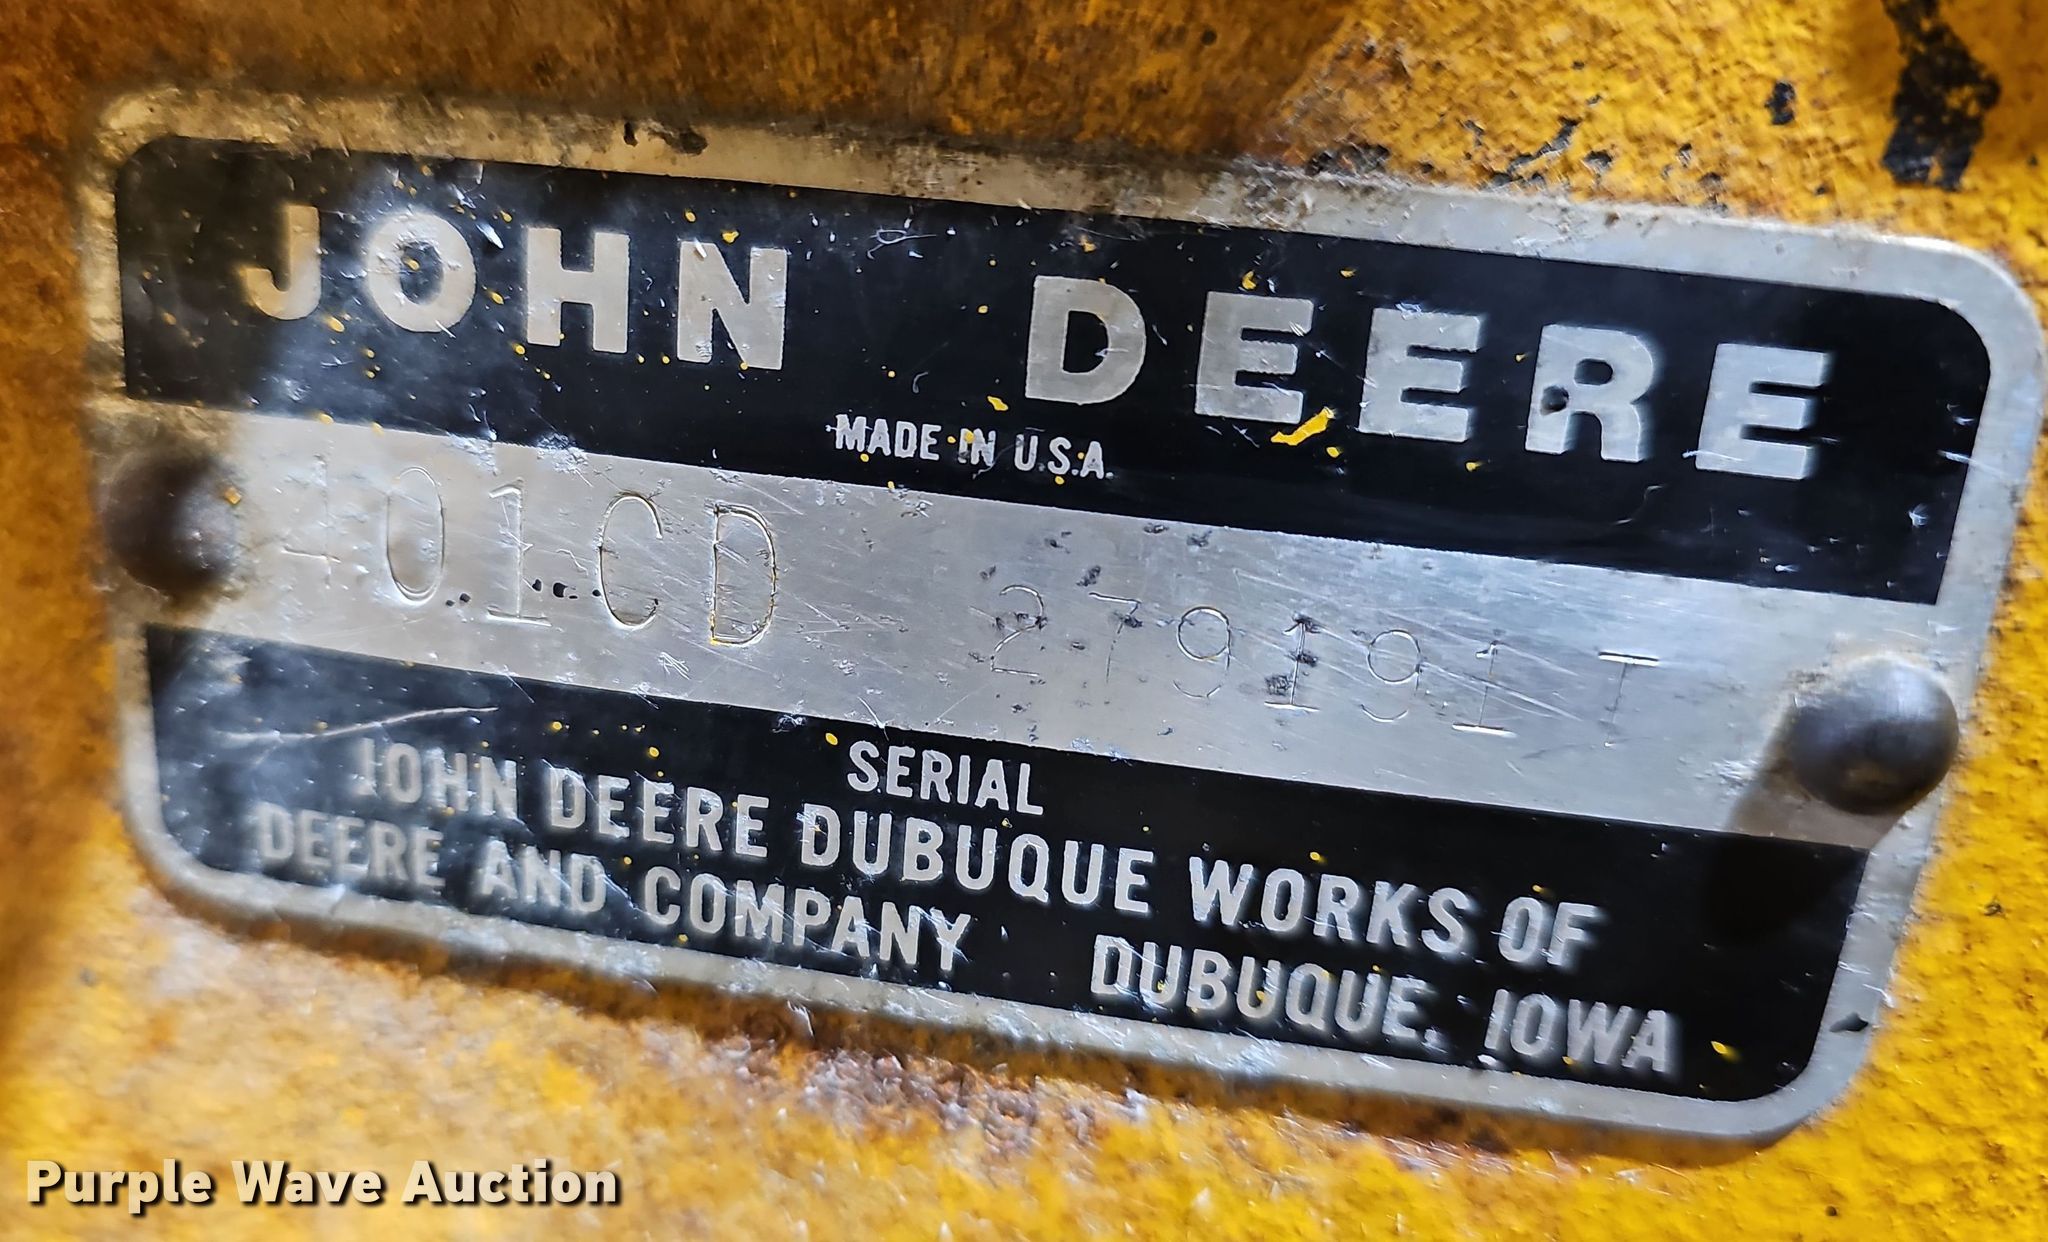 JOHN DEERE
MADE IN U.S.A.
401CD 279191T
SERIAL
JOHN DEERE DUBUQUE WORKS OF
DEERE AND COMPANY DUBUQUE, IOWA
Purple Wave Auction